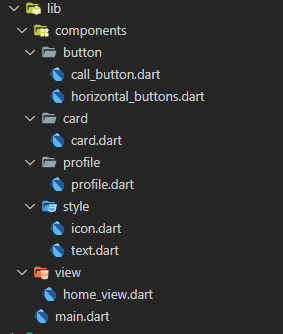 lib
components
button
call_button.dart
horizontal_buttons.dart
card
card.dart
profile
profile.dart
style
icon.dart
text.dart
view
home_view.dart
main.dart